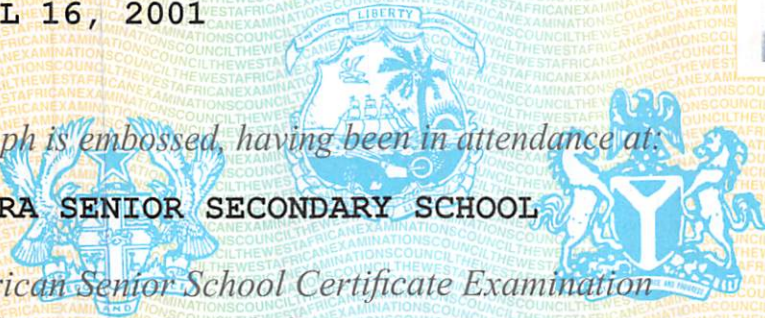 L 16, 2001
ph is embossed, having been in attendance at:
RA SENIOR SECONDARY SCHOOL
rican Senior School Certificate Examination